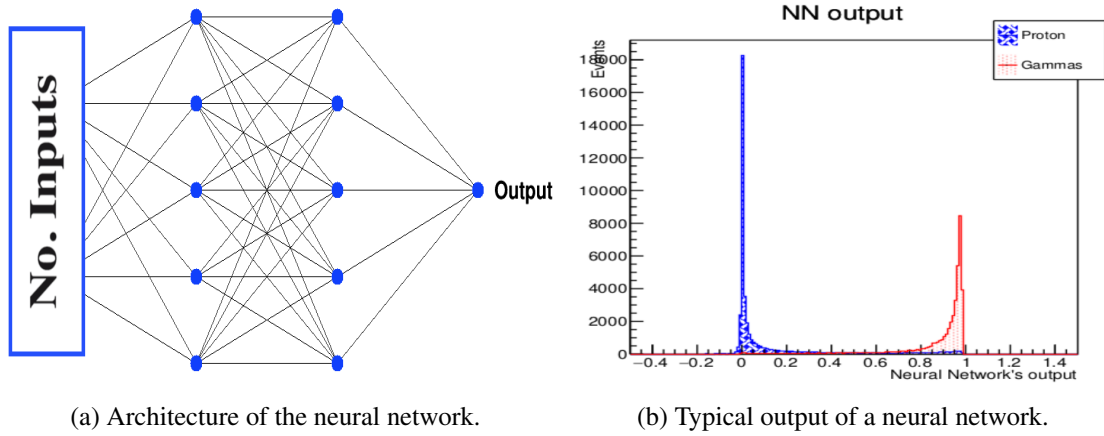 No. Inputs
Output
NN output
Proton
Gammas
Events
18000
16000
14000
12000
10000
8000
6000
4000
2000
0
−0.4 −0.2 0 0.2 0.4 0.6 0.8 1 1.2 1.4
Neural Network's output
(a) Architecture of the neural network.
(b) Typical output of a neural network.